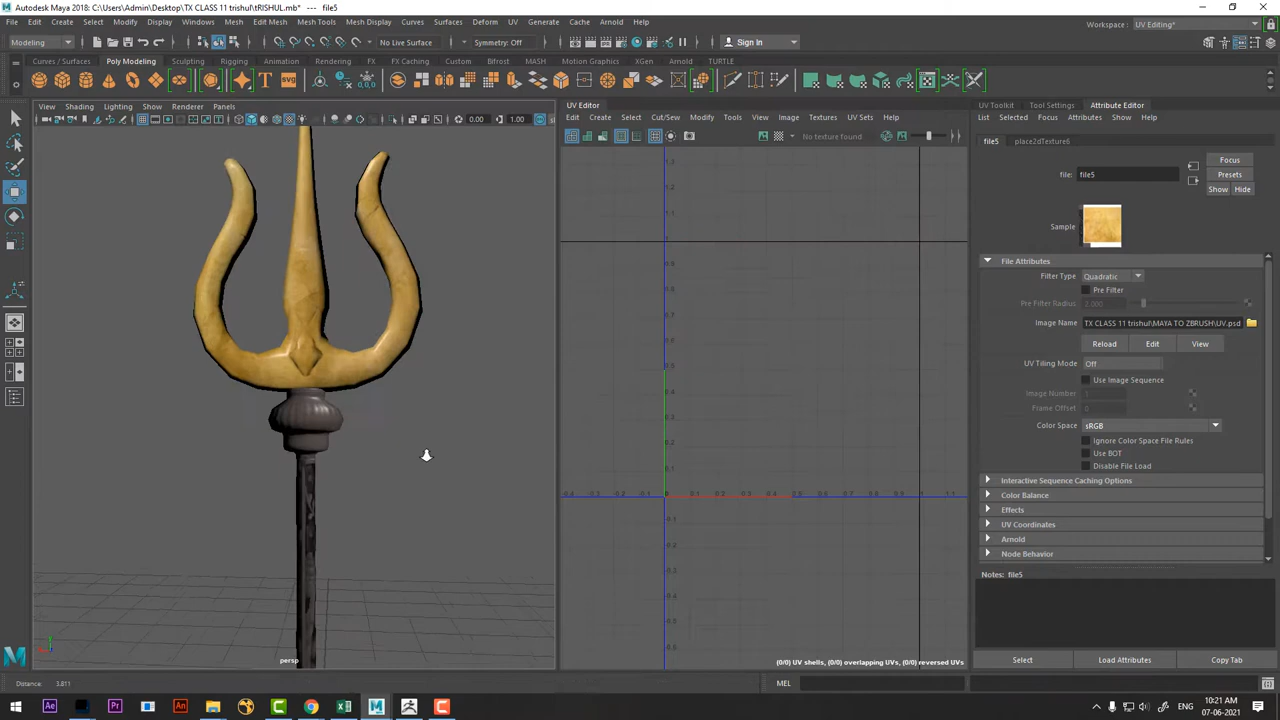 Autodesk Maya 2018: C:\Users\Admin\Desktop\TX CLASS 11 trishul\tRISHUL.mb* --- file5
File Edit Create Select Modify Display Windows Mesh Edit Mesh Mesh Tools Mesh Display Curves Surfaces Deform UV Generate Cache Arnold Help
Workspace : UV Editing*
Modeling No Live Surface Symmetry: Off Sign In
Curves / Surfaces Poly Modeling Sculpting Rigging Animation Rendering FX FX Caching Custom Bifrost MASH Motion Graphics XGen Arnold TURTLE
View Shading Lighting Show Renderer Panels
0.00 1.00
persp
UV Editor
Edit Create Select Cut/Sew Modify Tools View Image Textures UV Sets Help
No texture found
(0/0) UV shells, (0/0) overlapping UVs, (0/0) reversed UVs
UV Toolkit Tool Settings Attribute Editor
List Selected Focus Attributes Show Help
file5 place2dTexture6
file: file5
Focus
Presets
Show Hide
Sample
File Attributes
Filter Type Quadratic
Pre Filter
Pre Filter Radius 2.000
Image Name TX CLASS 11 trishul\MAYA TO ZBRUSH\UV.psd
Reload Edit View
UV Tiling Mode Off
Use Image Sequence
Image Number 1
Frame Offset 0
Color Space sRGB
Ignore Color Space File Rules
Use BOT
Disable File Load
Interactive Sequence Caching Options
Color Balance
Effects
UV Coordinates
Arnold
Node Behavior
Notes: file5
Select Load Attributes Copy Tab
Distance: 3.811
MEL
ENG
10:21 AM
07-06-2021